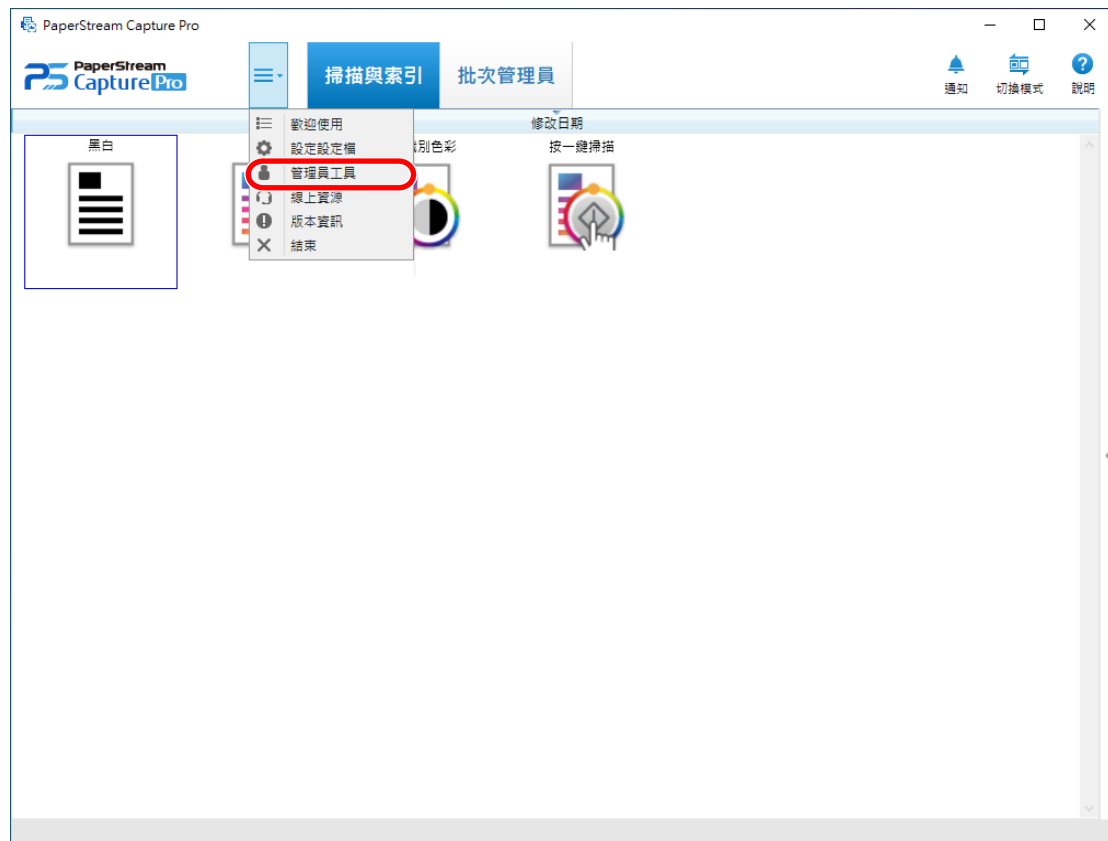 PaperStream Capture Pro
PaperStream
Capture Pro
掃描與索引
批次管理員
通知
切換模式
說明
修改日期
歡迎使用
設定設定檔
管理員工具
線上資源
版本資訊
結束
黑白
別色彩
按一鍵掃描